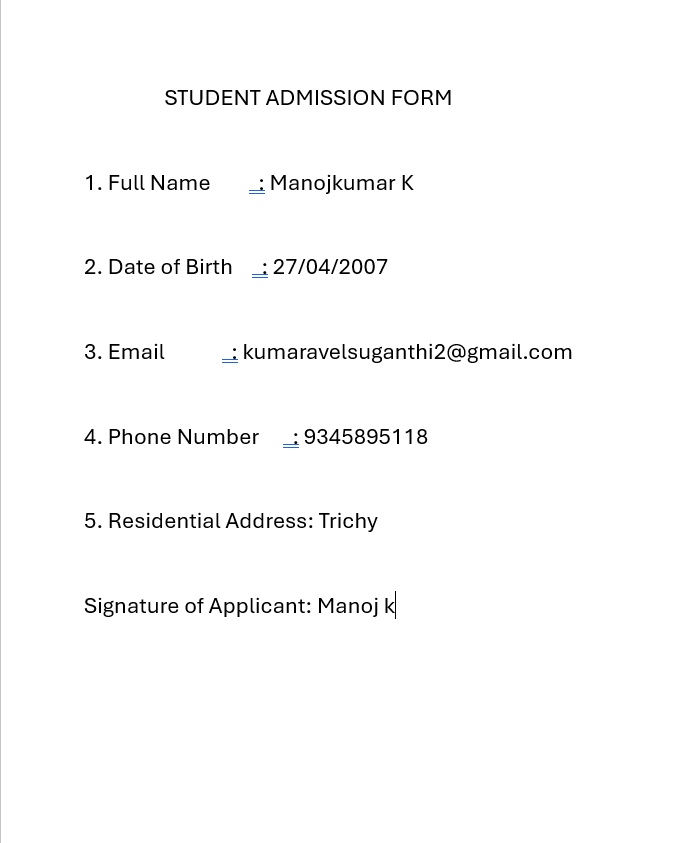 STUDENT ADMISSION FORM
1. Full Name : Manojkumar K
2. Date of Birth : 27/04/2007
3. Email : kumaravelsuganthi2@gmail.com
4. Phone Number : 9345895118
5. Residential Address: Trichy
Signature of Applicant: Manoj k